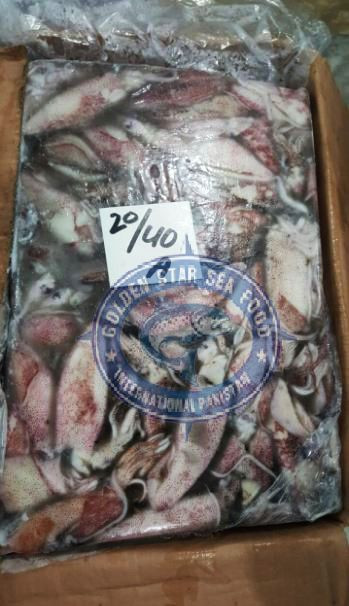 20/40
A
GOLDEN STAR SEA FOOD
INTERNATIONAL PAKISTAN